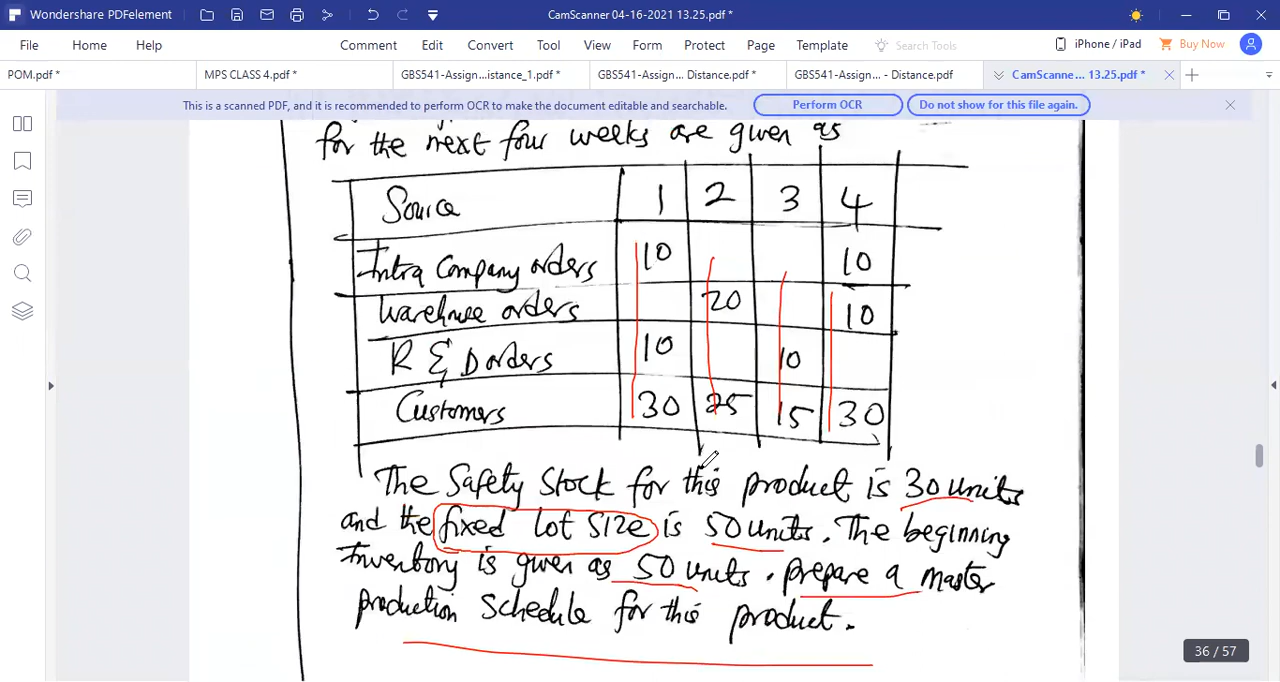 Wondershare PDFelement
CamScanner 04-16-2021 13.25.pdf *
File Home Help Comment Edit Convert Tool View Form Protect Page Template Search Tools iPhone / iPad Buy Now
POM.pdf * MPS CLASS 4.pdf * GBS541-Assign...istance_1.pdf * GBS541-Assign... Distance.pdf * GBS541-Assign... - Distance.pdf CamScanne... 13.25.pdf *
This is a scanned PDF, and it is recommended to perform OCR to make the document editable and searchable. Perform OCR Do not show for this file again.
for the next four weeks are given as
Source 1 2 3 4
Intra Company orders 10 10
Warehouse orders 20 10
R & D orders 10 10
Customers 30 25 15 30
The Safety Stock for this product is 30 units
and the fixed lot size is 50 units. The beginning
Inventory is given as 50 units. prepare a master
production schedule for this product.
36 / 57